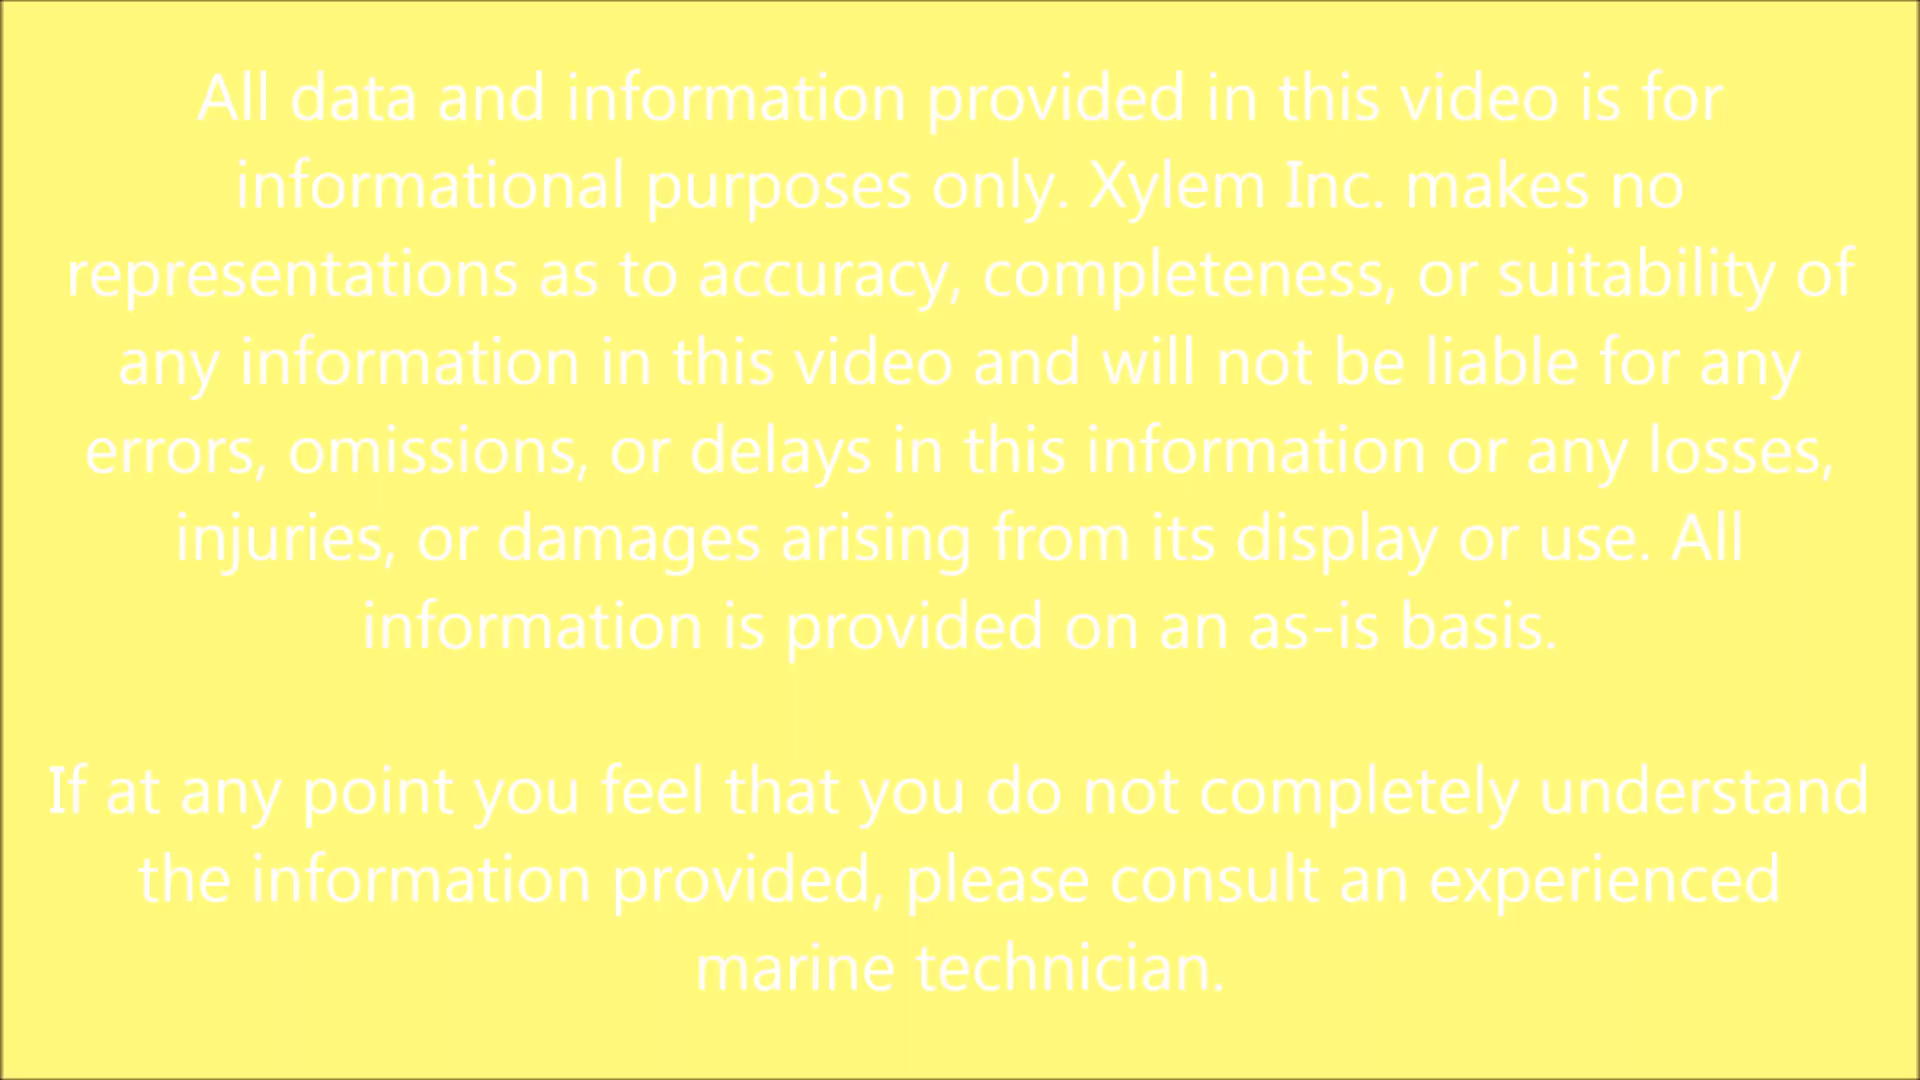 All data and information provided in this video is for
informational purposes only. Xylem Inc. makes no
representations as to accuracy, completeness, or suitability of
any information in this video and will not be liable for any
errors, omissions, or delays in this information or any losses,
injuries, or damages arising from its display or use. All
information is provided on an as-is basis.
If at any point you feel that you do not completely understand
the information provided, please consult an experienced
marine technician.